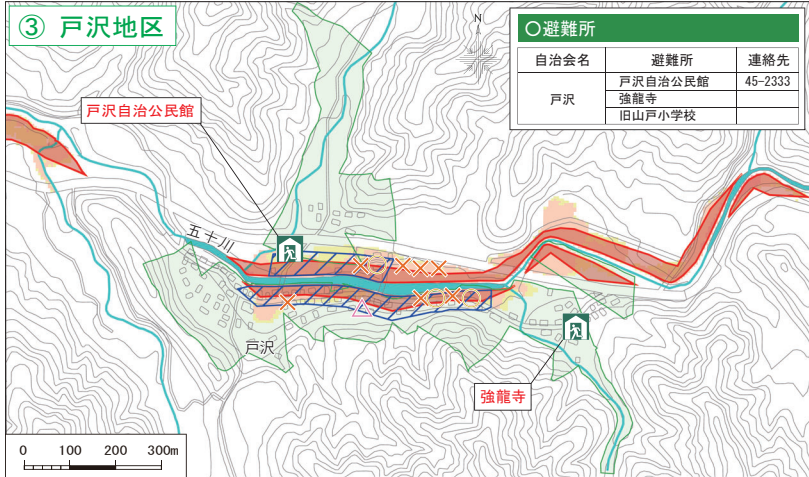 ③ 戸沢地区
N
○避難所
自治会名 避難所 連絡先
戸沢 戸沢自治公民館 45-2333
強龍寺
旧山戸小学校
戸沢自治公民館
五十川
戸沢
強龍寺
0 100 200 300m